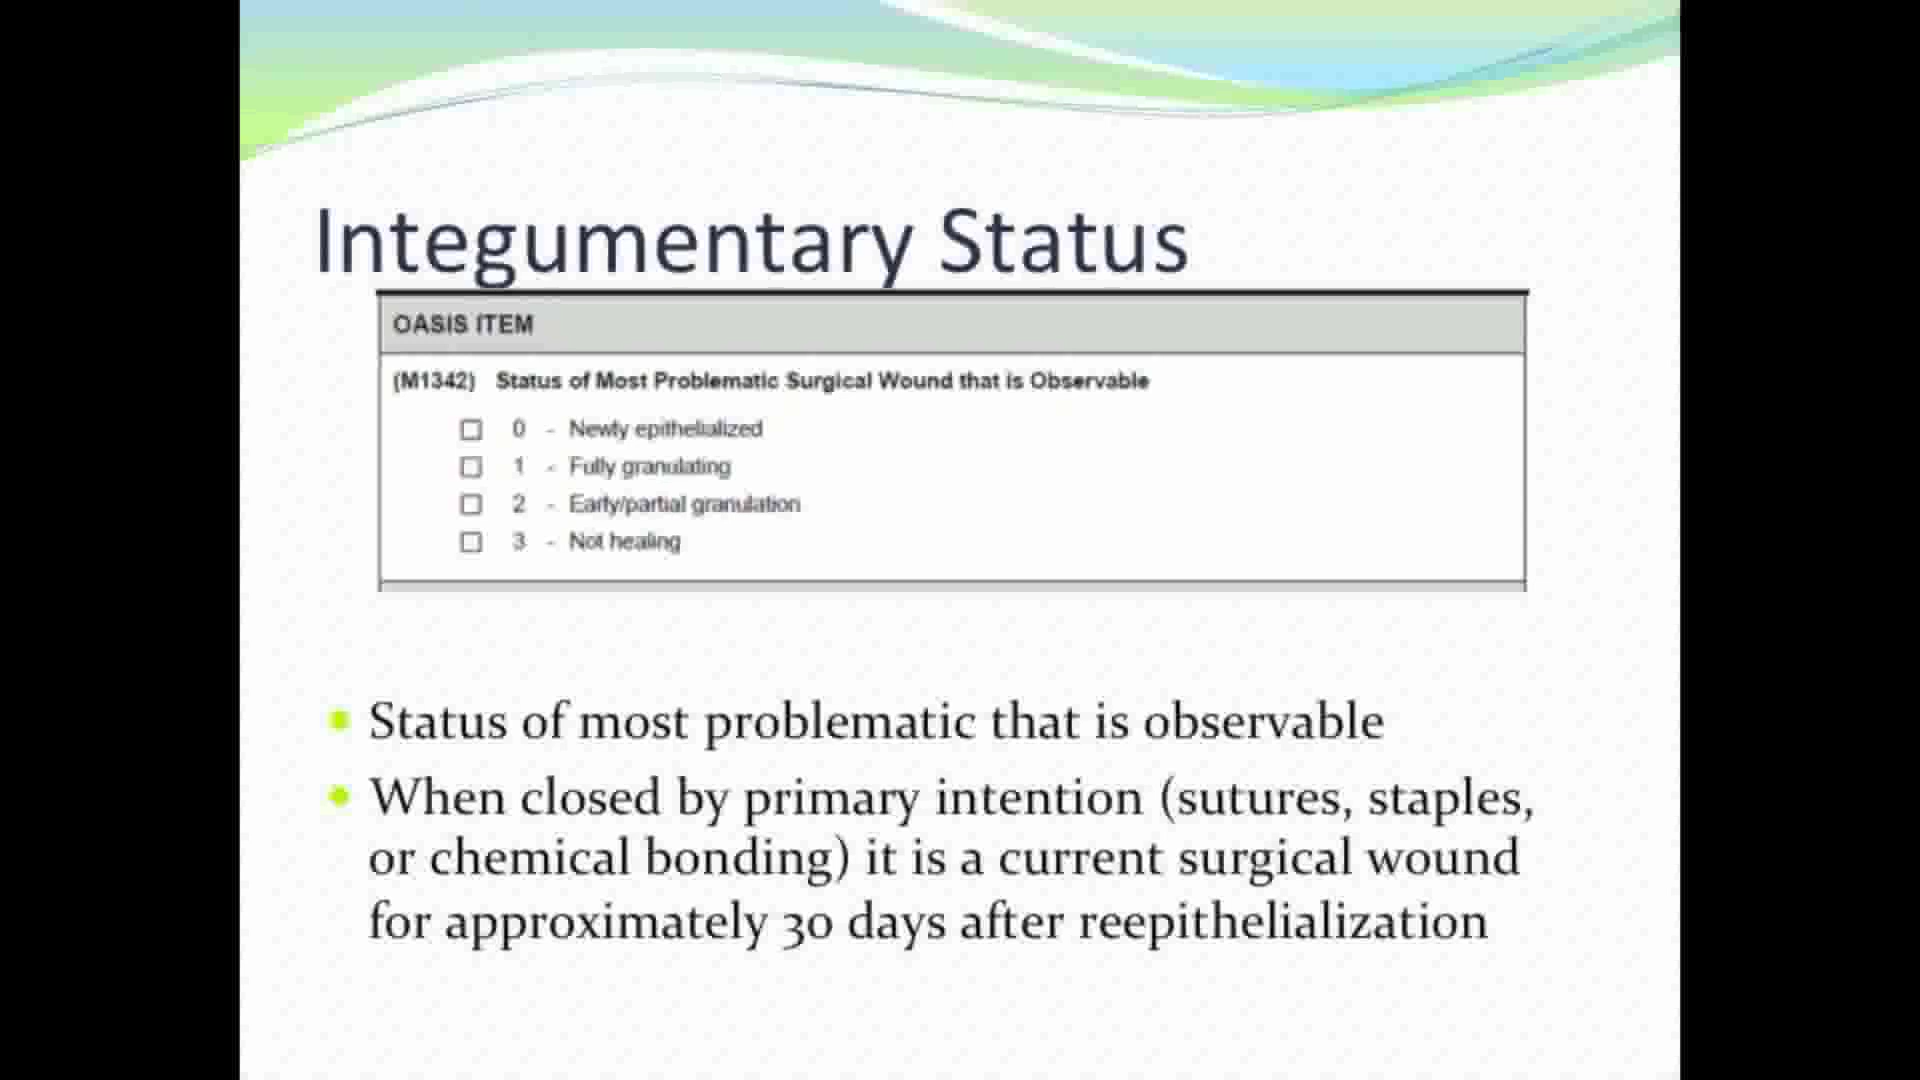 Integumentary Status
OASIS ITEM
(M1342) Status of Most Problematic Surgical Wound that is Observable
0 - Newly epithelialized
1 - Fully granulating
2 - Early/partial granulation
3 - Not healing
• Status of most problematic that is observable
• When closed by primary intention (sutures, staples,
or chemical bonding) it is a current surgical wound
for approximately 30 days after reepithelialization